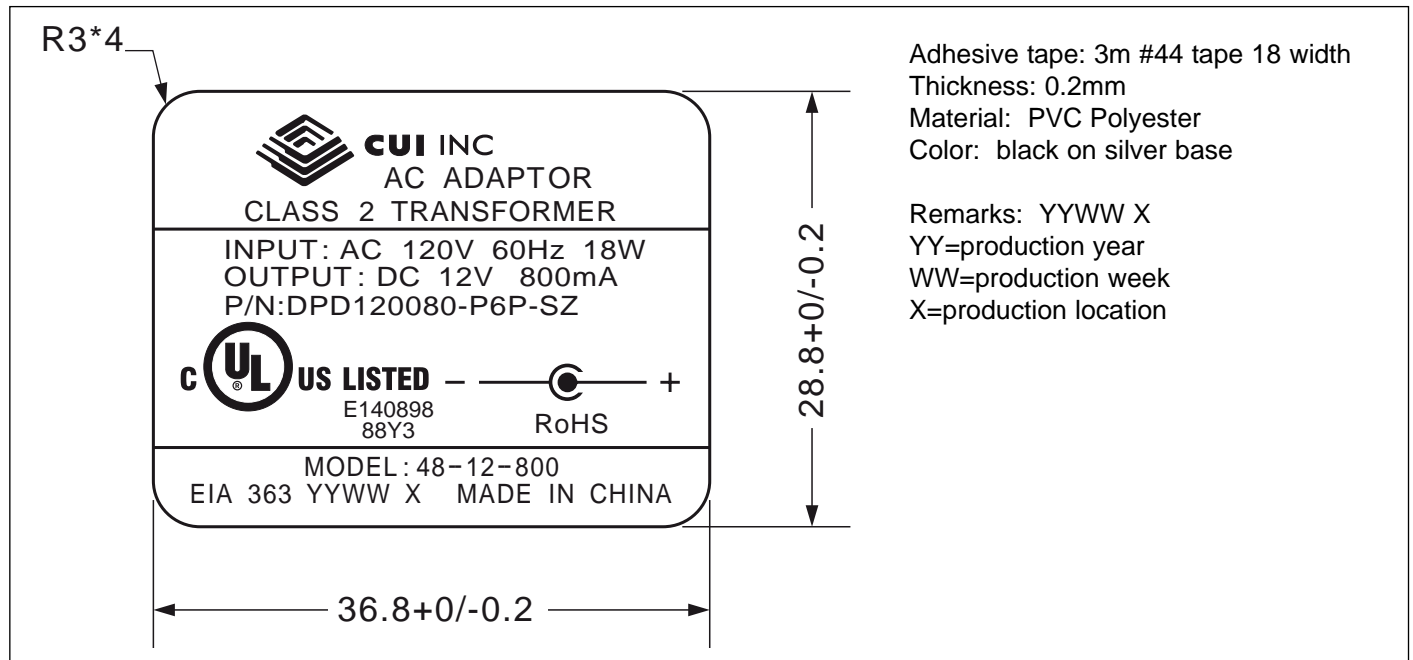 R3*4
CUI INC
AC ADAPTOR
CLASS 2 TRANSFORMER
INPUT: AC 120V 60Hz 18W
OUTPUT: DC 12V 800mA
P/N:DPD120080-P6P-SZ
C UL ® US LISTED - +
E140898
88Y3
RoHS
MODEL:48-12-800
EIA 363 YYWW X MADE IN CHINA
36.8+0/-0.2
28.8+0/-0.2
Adhesive tape: 3m #44 tape 18 width
Thickness: 0.2mm
Material: PVC Polyester
Color: black on silver base
Remarks: YYWW X
YY=production year
WW=production week
X=production location